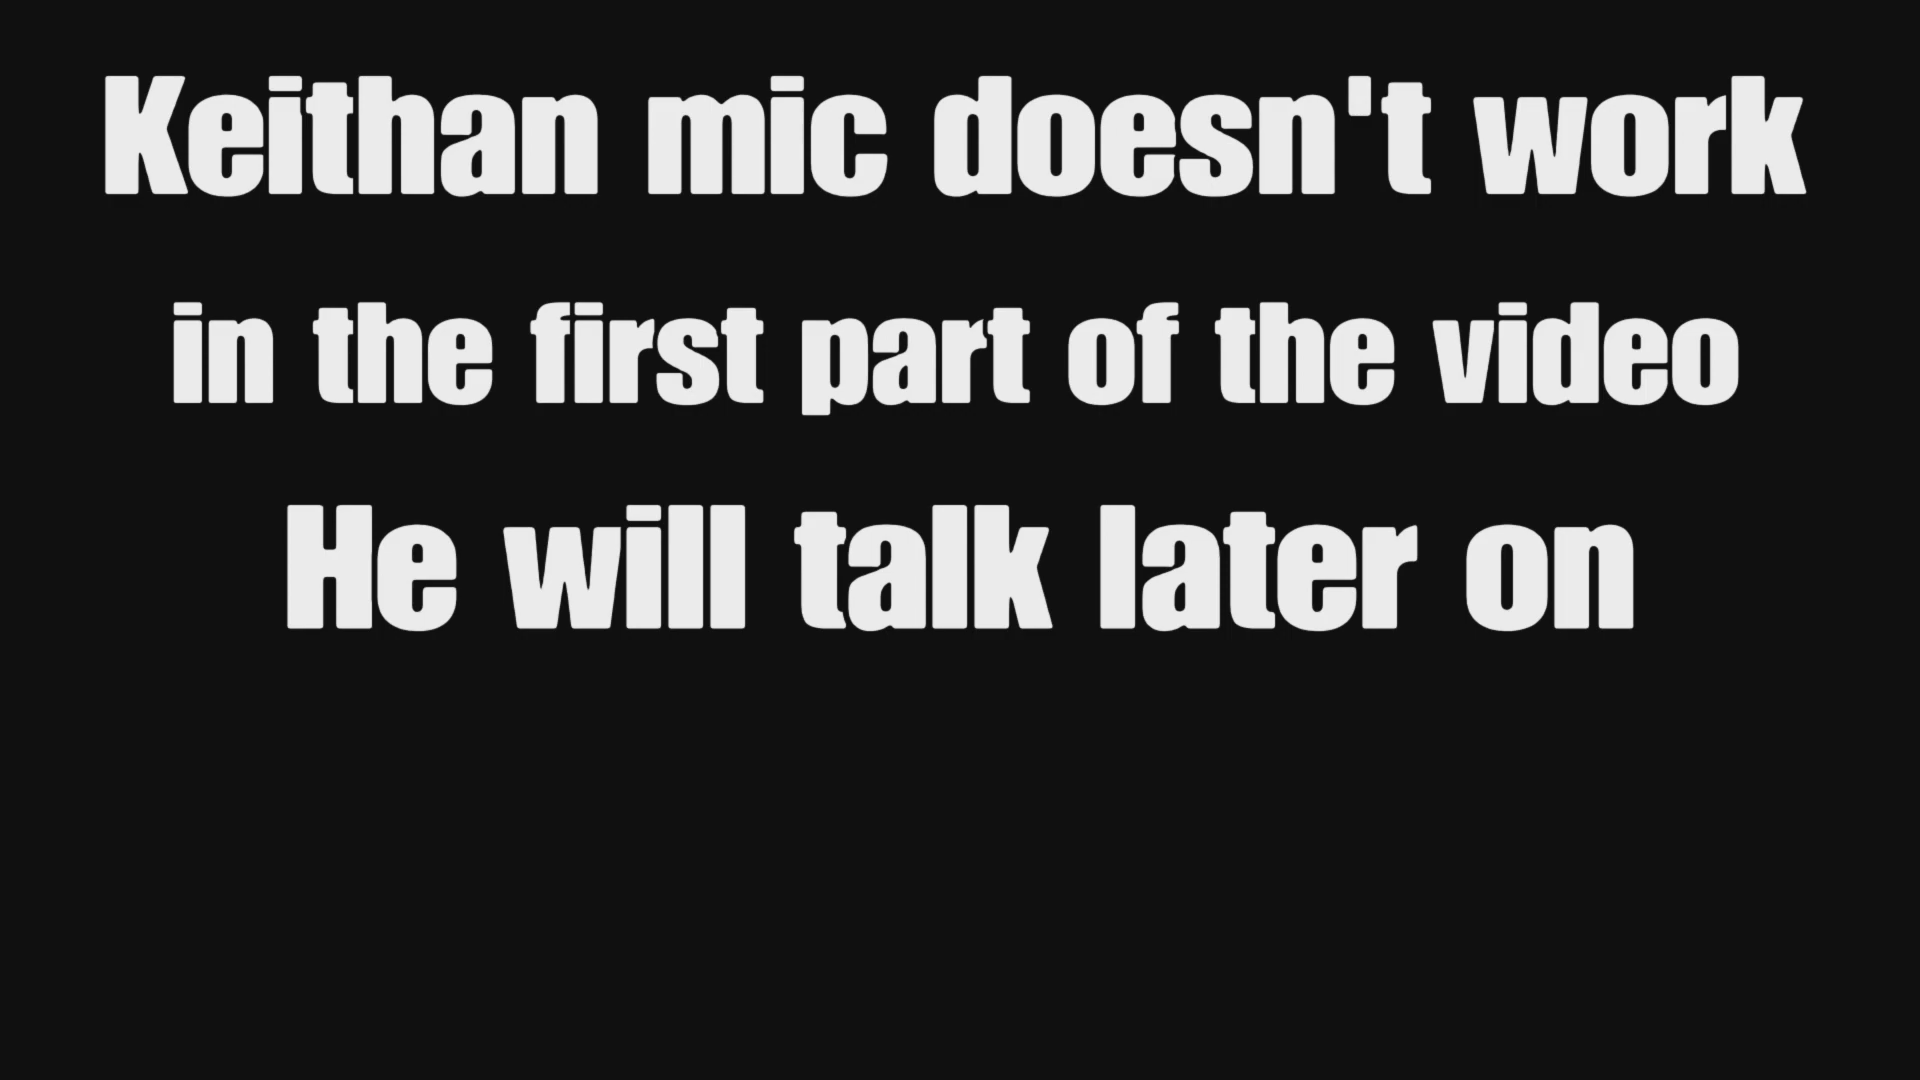 Keithan mic doesn't work
in the first part of the video
He will talk later on